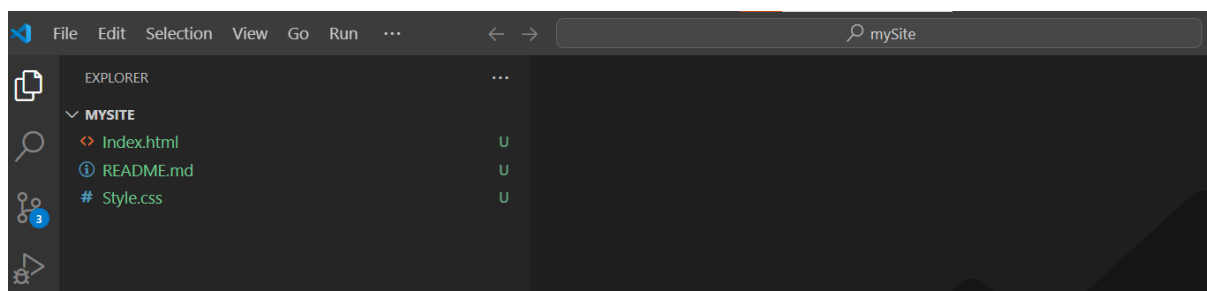 File Edit Selection View Go Run ··· ← → mySite
EXPLORER ···
MYSITE
<> Index.html U
README.md U
# Style.css U
3